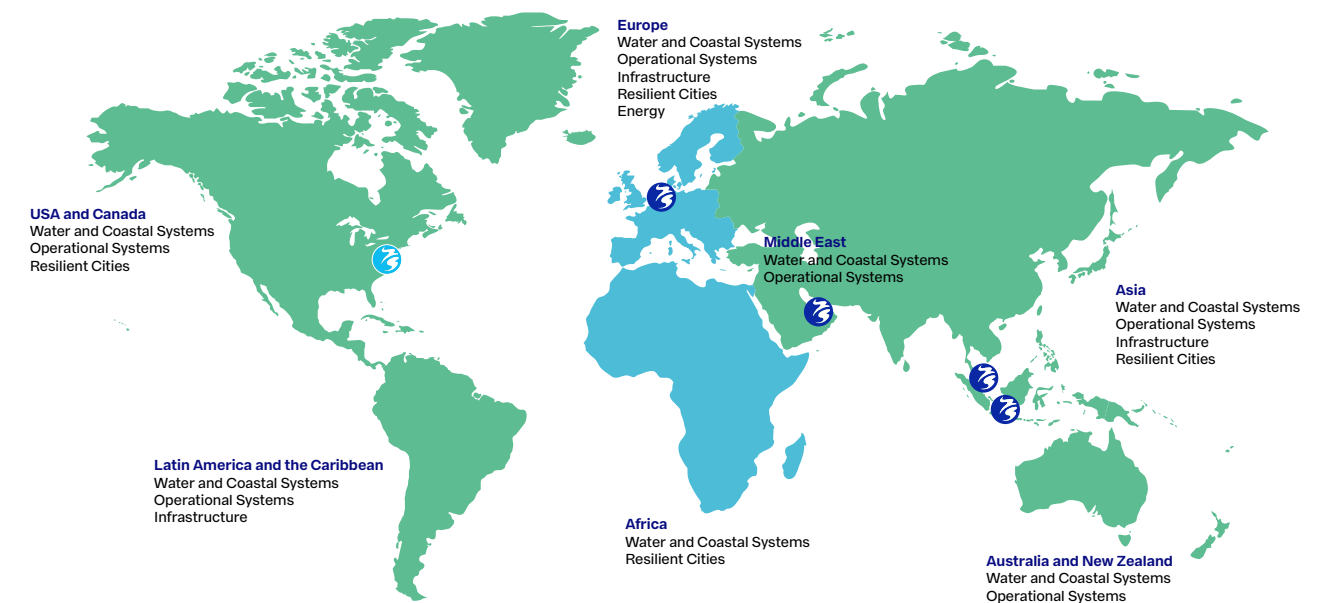 Europe
Water and Coastal Systems
Operational Systems
Infrastructure
Resilient Cities
Energy
USA and Canada
Water and Coastal Systems
Operational Systems
Resilient Cities
Middle East
Water and Coastal Systems
Operational Systems
Asia
Water and Coastal Systems
Operational Systems
Infrastructure
Resilient Cities
Latin America and the Caribbean
Water and Coastal Systems
Operational Systems
Infrastructure
Africa
Water and Coastal Systems
Resilient Cities
Australia and New Zealand
Water and Coastal Systems
Operational Systems